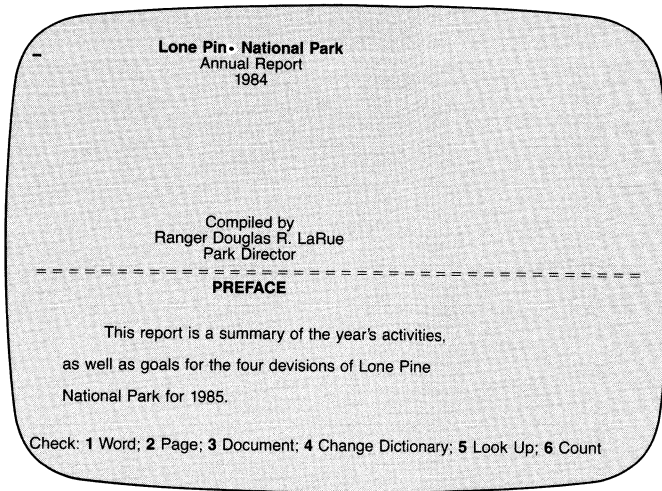 Lone Pin• National Park
Annual Report
1984
Compiled by
Ranger Douglas R. LaRue
Park Director
= = = = = = = = = = = = = = = = = = = = = = = = = = = = = = = = = = = = = = = = = =
PREFACE
This report is a summary of the year's activities,
as well as goals for the four devisions of Lone Pine
National Park for 1985.
Check: 1 Word; 2 Page; 3 Document; 4 Change Dictionary; 5 Look Up; 6 Count